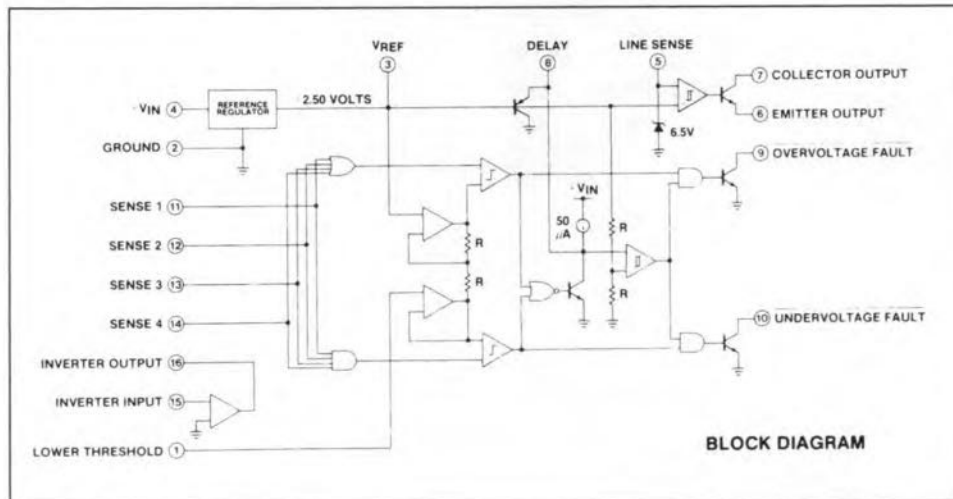 VREF
3
DELAY
8
LINE SENSE
5
7 COLLECTOR OUTPUT
VIN 4
REFERENCE
REGULATOR
2.50 VOLTS
6 EMITTER OUTPUT
6.5V
GROUND 2
9 OVERVOLTAGE FAULT
VIN
SENSE 1 11
50
µA
R
R
SENSE 2 12
SENSE 3 13
R
R
SENSE 4 14
10 UNDERVOLTAGE FAULT
INVERTER OUTPUT 16
INVERTER INPUT 15
LOWER THRESHOLD 1
BLOCK DIAGRAM